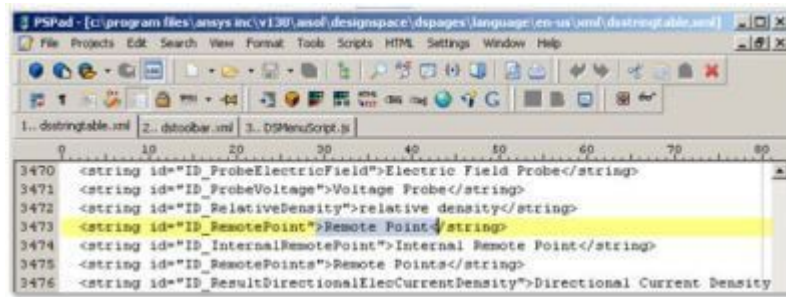 PSPad - [c:\program files\ansys inc\v130\aisol\designspace\dspages\language\en-us\xml\dsstringtable.xml]
File Projects Edit Search View Format Tools Scripts HTML Settings Window Help
1.. dsstringtable.xml 2.. dstoolbar.xml 3.. DSMenuScript.js
0 10 20 30 40 50 60 70 80
3470 <string id="ID_ProbeElectricField">Electric Field Probe</string>
3471 <string id="ID_ProbeVoltage">Voltage Probe</string>
3472 <string id="ID_RelativeDensity">relative density</string>
3473 <string id="ID_RemotePoint">Remote Point</string>
3474 <string id="ID_InternalRemotePoint">Internal Remote Point</string>
3475 <string id="ID_RemotePoints">Remote Points</string>
3476 <string id="ID_ResultDirectionalElecCurrentDensity">Directional Current Density